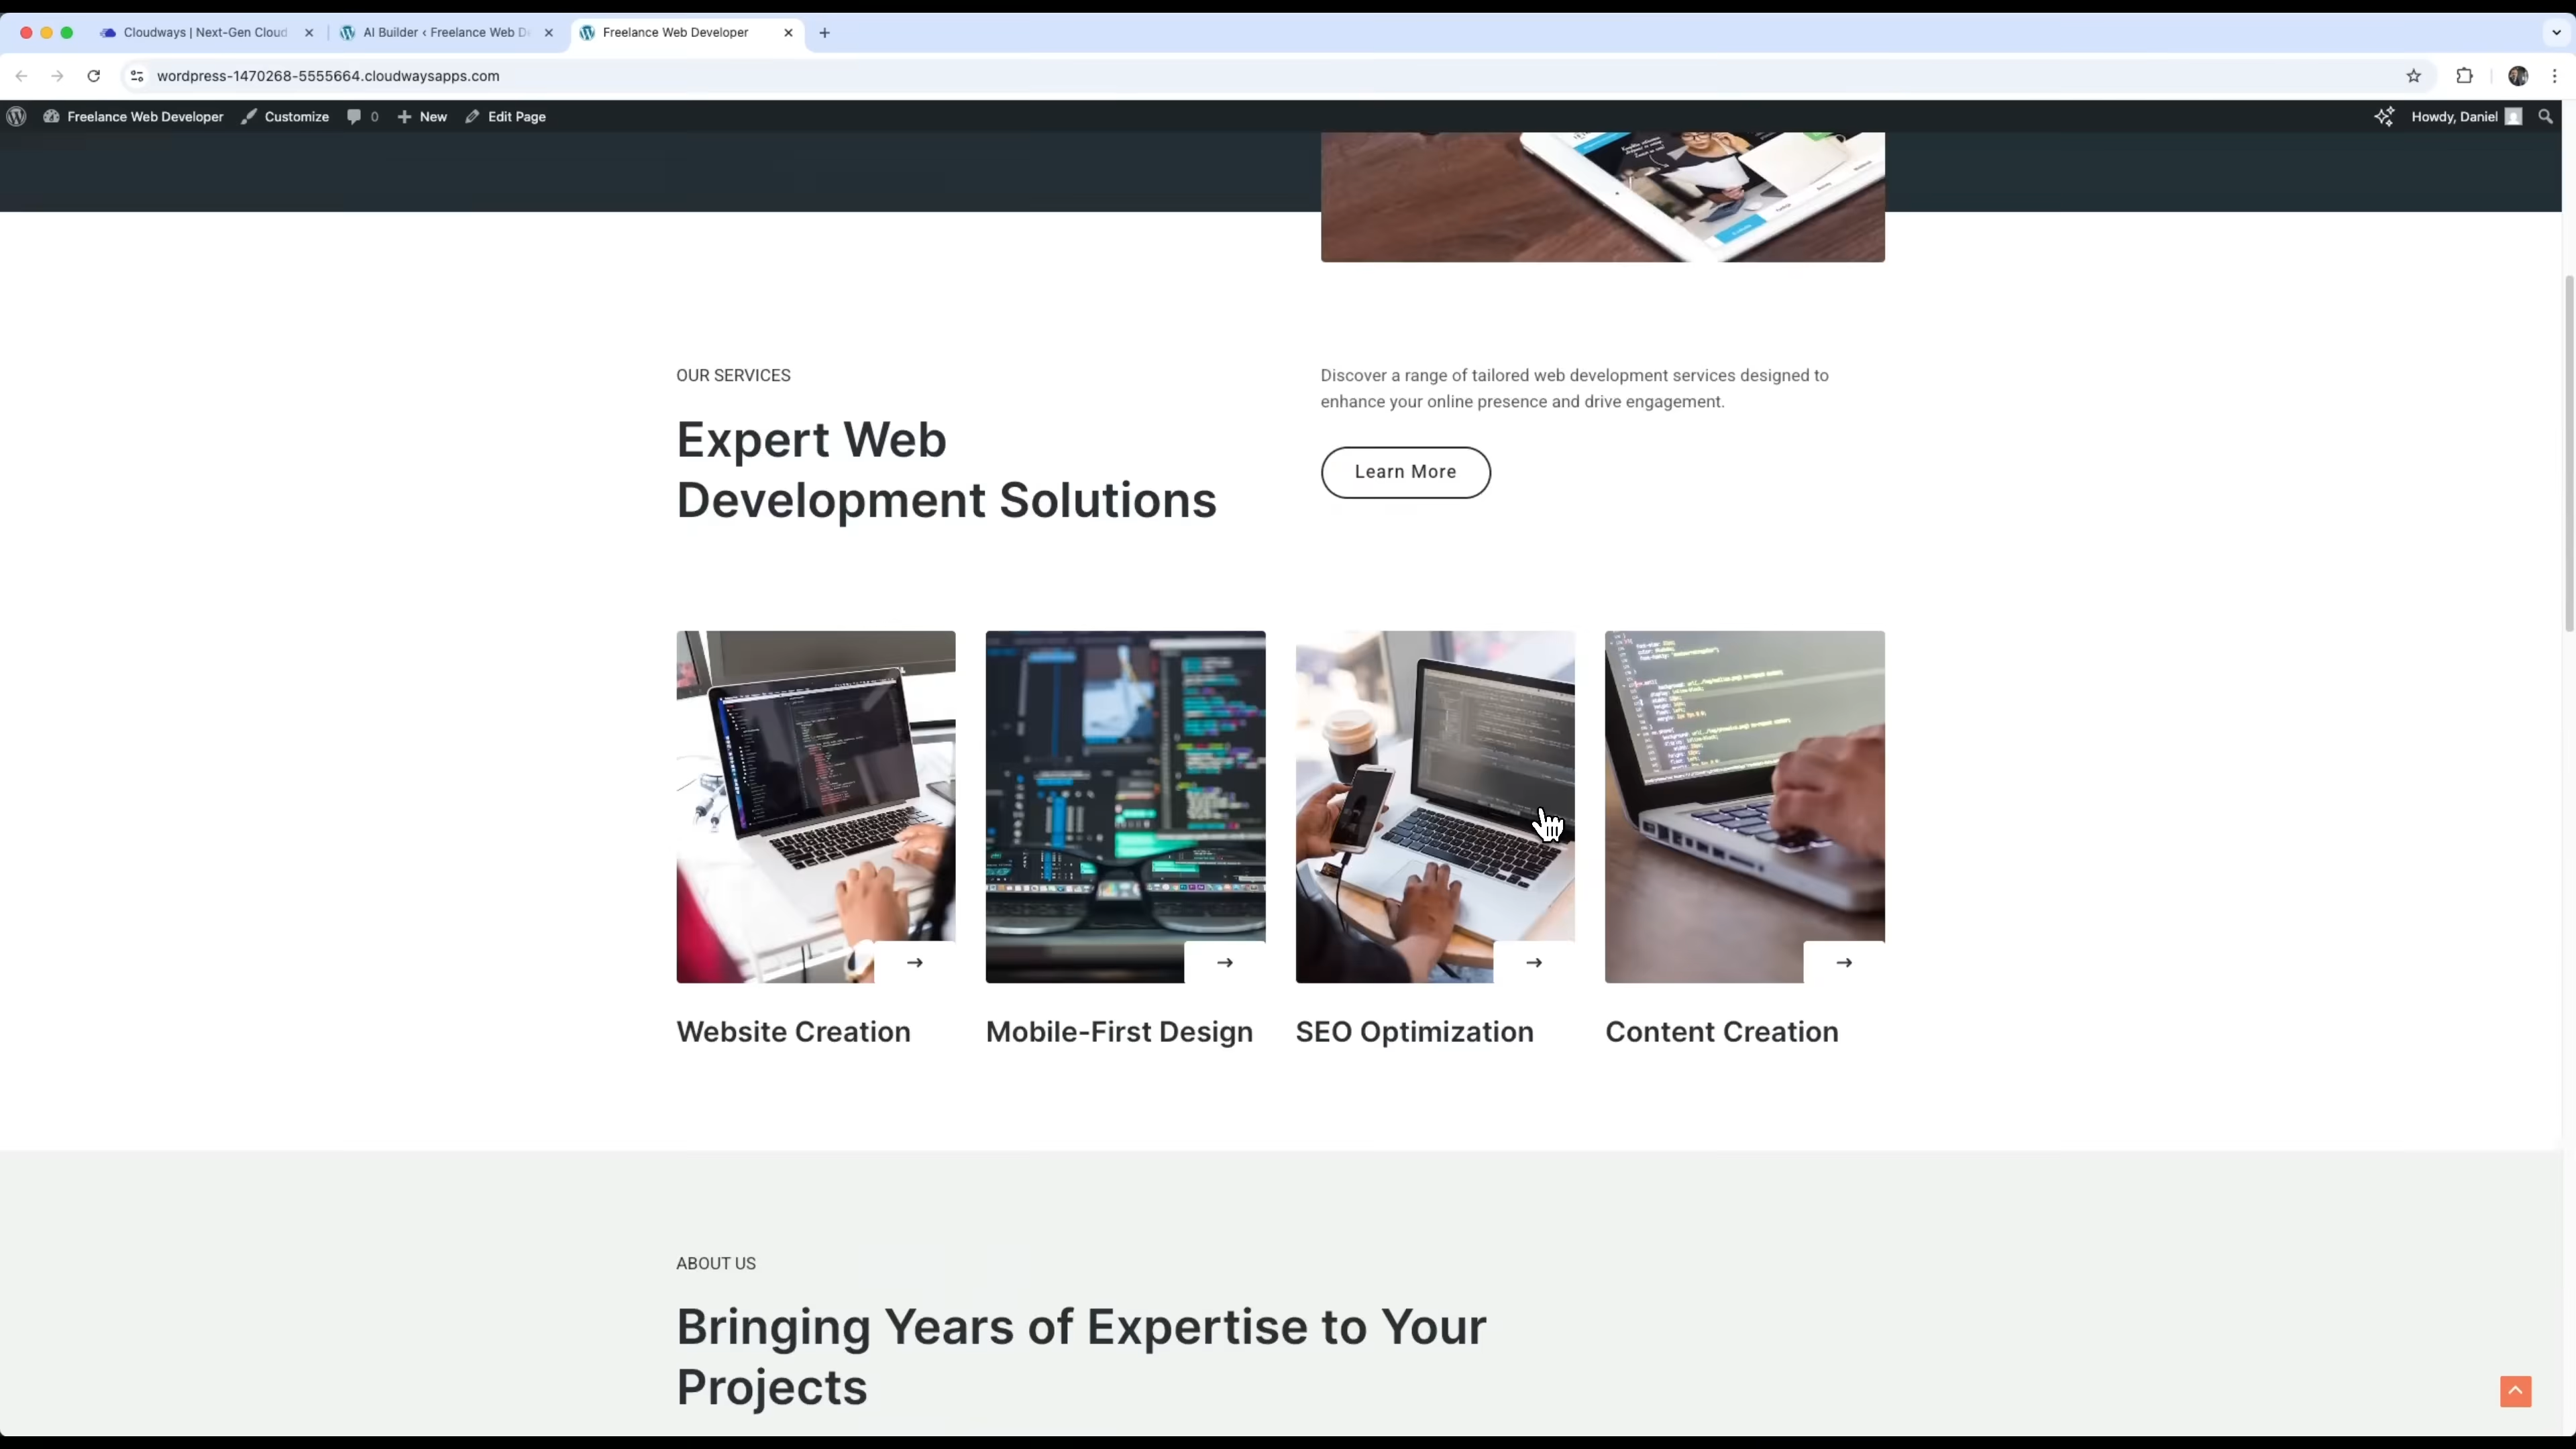 Cloudways | Next-Gen Cloud
AI Builder ‹ Freelance Web D
Freelance Web Developer
wordpress-1470268-5555664.cloudwaysapps.com
Freelance Web Developer
Customize
0
New
Edit Page
Howdy, Daniel
OUR SERVICES
Expert Web
Development Solutions
Discover a range of tailored web development services designed to
enhance your online presence and drive engagement.
Learn More
Website Creation
Mobile-First Design
SEO Optimization
Content Creation
ABOUT US
Bringing Years of Expertise to Your
Projects